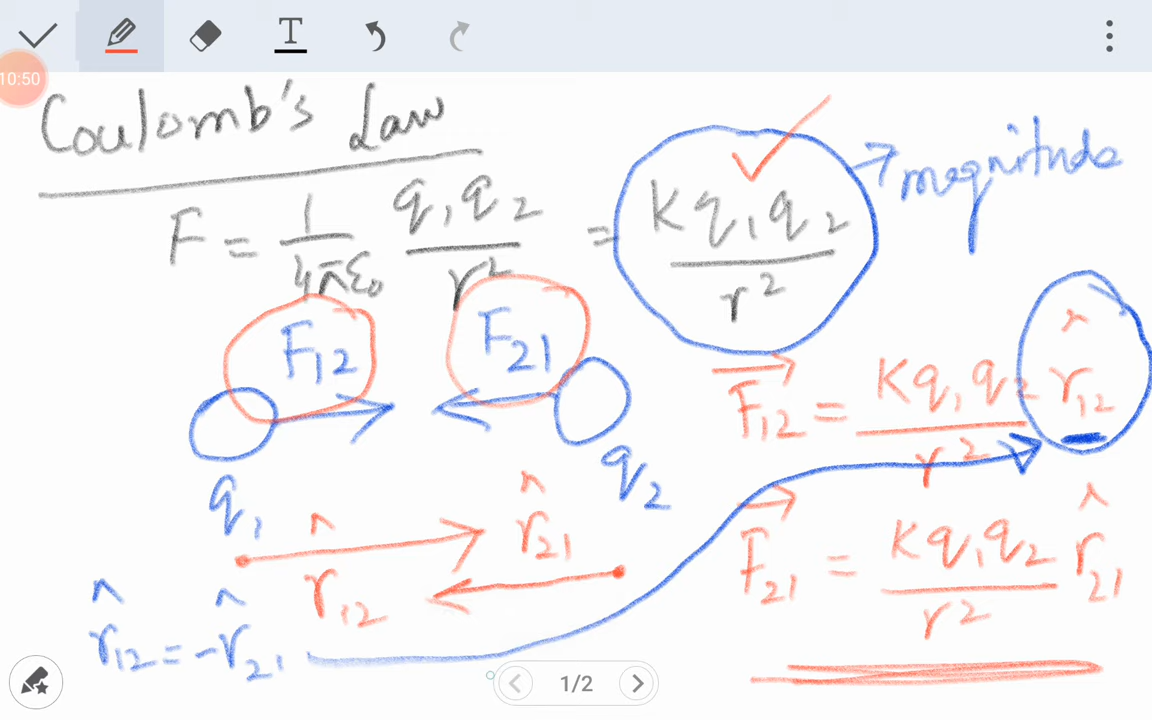 T
10:50
Coulomb's Law
F = 1/4πε₀ q₁q₂/r² = Kq₁q₂/r²
magnitude
F₁₂ F₂₁
q₁ q₂
F⃗₁₂ = Kq₁q₂/r² r̂₁₂
r̂₁₂ r̂₂₁
F⃗₂₁ = Kq₁q₂/r² r̂₂₁
r̂₁₂ = -r̂₂₁
1/2